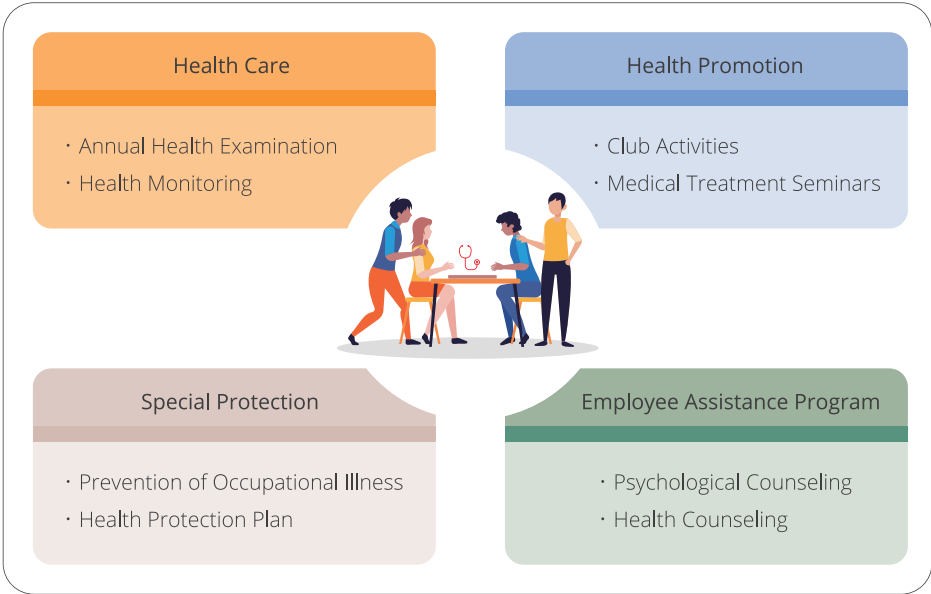 Health Care
· Annual Health Examination
· Health Monitoring
Health Promotion
· Club Activities
· Medical Treatment Seminars
Special Protection
· Prevention of Occupational Illness
· Health Protection Plan
Employee Assistance Program
· Psychological Counseling
· Health Counseling